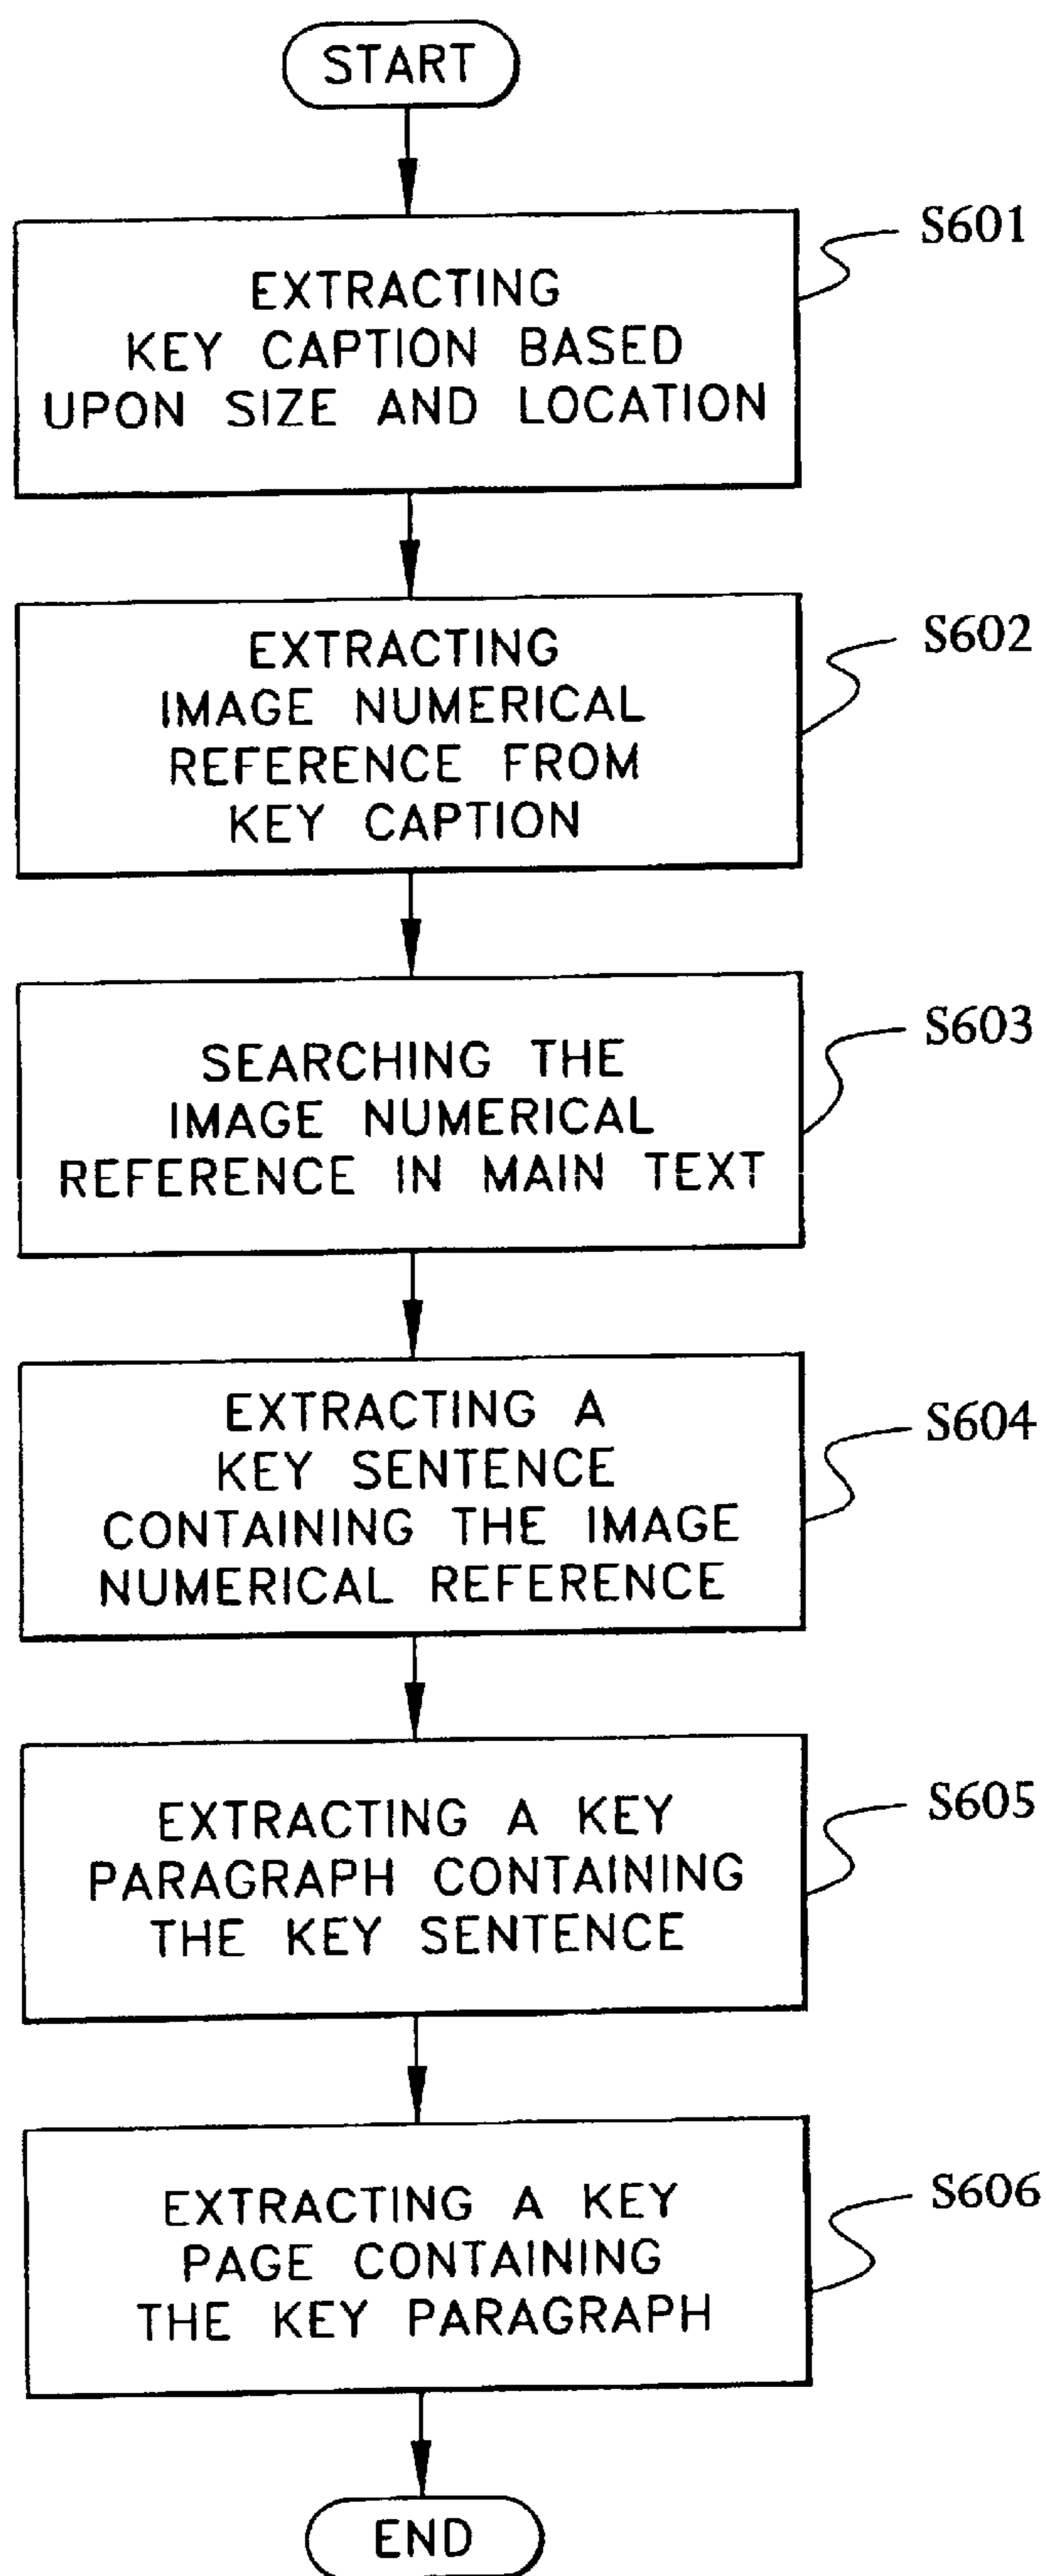 START
S601
EXTRACTING
KEY CAPTION BASED
UPON SIZE AND LOCATION
S602
EXTRACTING
IMAGE NUMERICAL
REFERENCE FROM
KEY CAPTION
S603
SEARCHING THE
IMAGE NUMERICAL
REFERENCE IN MAIN TEXT
S604
EXTRACTING A
KEY SENTENCE
CONTAINING THE IMAGE
NUMERICAL REFERENCE
S605
EXTRACTING A KEY
PARAGRAPH CONTAINING
THE KEY SENTENCE
S606
EXTRACTING A KEY
PAGE CONTAINING
THE KEY PARAGRAPH
END